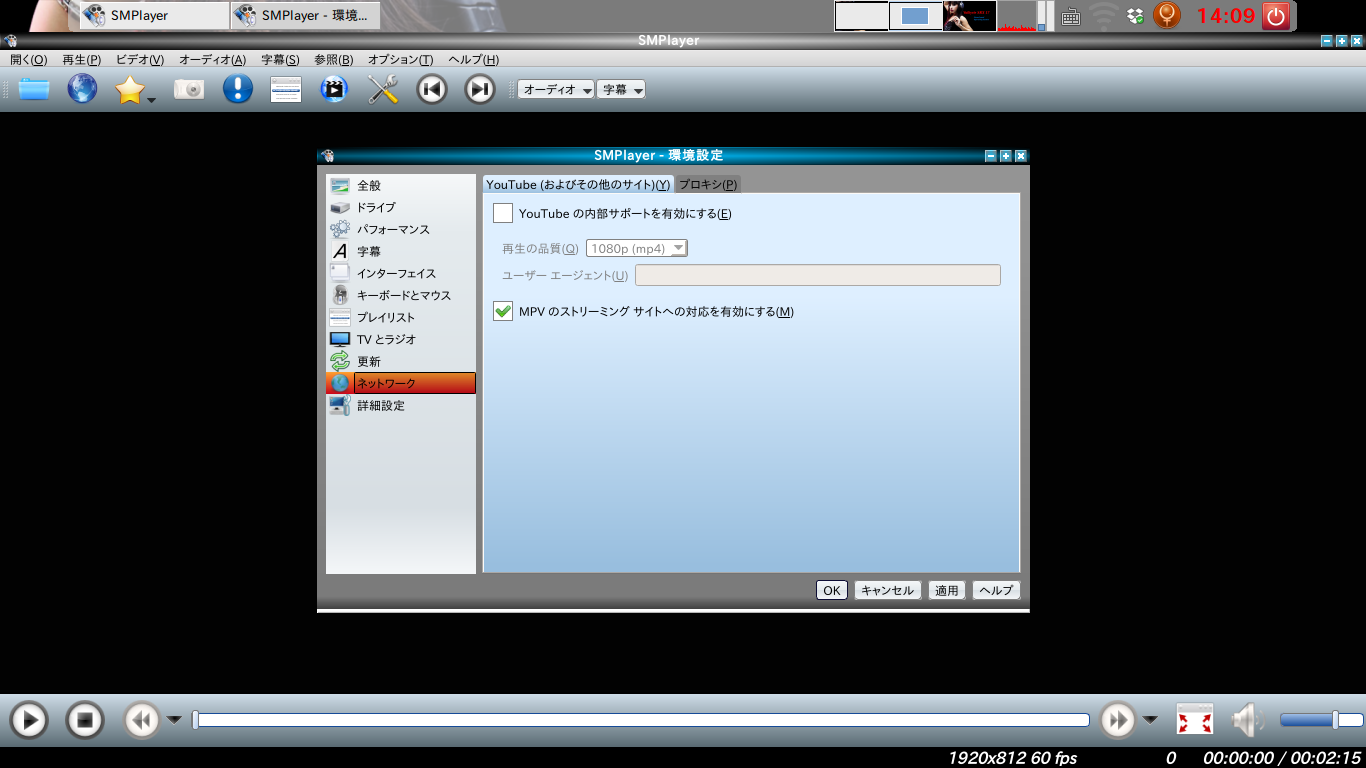 SMPlayer
SMPlayer - 環境...
14:09
SMPlayer
開く(O) 再生(P) ビデオ(V) オーディオ(A) 字幕(S) 参照(B) オプション(T) ヘルプ(H)
オーディオ 字幕
SMPlayer - 環境設定
全般
ドライブ
パフォーマンス
字幕
インターフェイス
キーボードとマウス
プレイリスト
TV とラジオ
更新
ネットワーク
詳細設定
YouTube (およびその他のサイト)(Y) プロキシ(P)
YouTube の内部サポートを有効にする(E)
再生の品質(Q) 1080p (mp4)
ユーザー エージェント(U)
MPV のストリーミング サイトへの対応を有効にする(M)
OK キャンセル 適用 ヘルプ
1920x812 60 fps 0 00:00:00 / 00:02:15